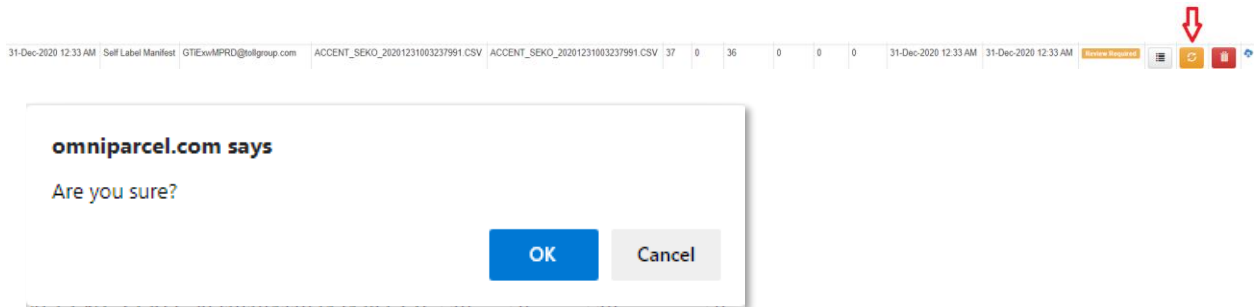 31-Dec-2020 12:33 AM Self Label Manifest GTiExwMPRD@tollgroup.com ACCENT_SEKO_20201231003237991.CSV ACCENT_SEKO_20201231003237991.CSV 37 0 36 0 0 0 31-Dec-2020 12:33 AM 31-Dec-2020 12:33 AM Review Required
omniparcel.com says
Are you sure?
OK Cancel